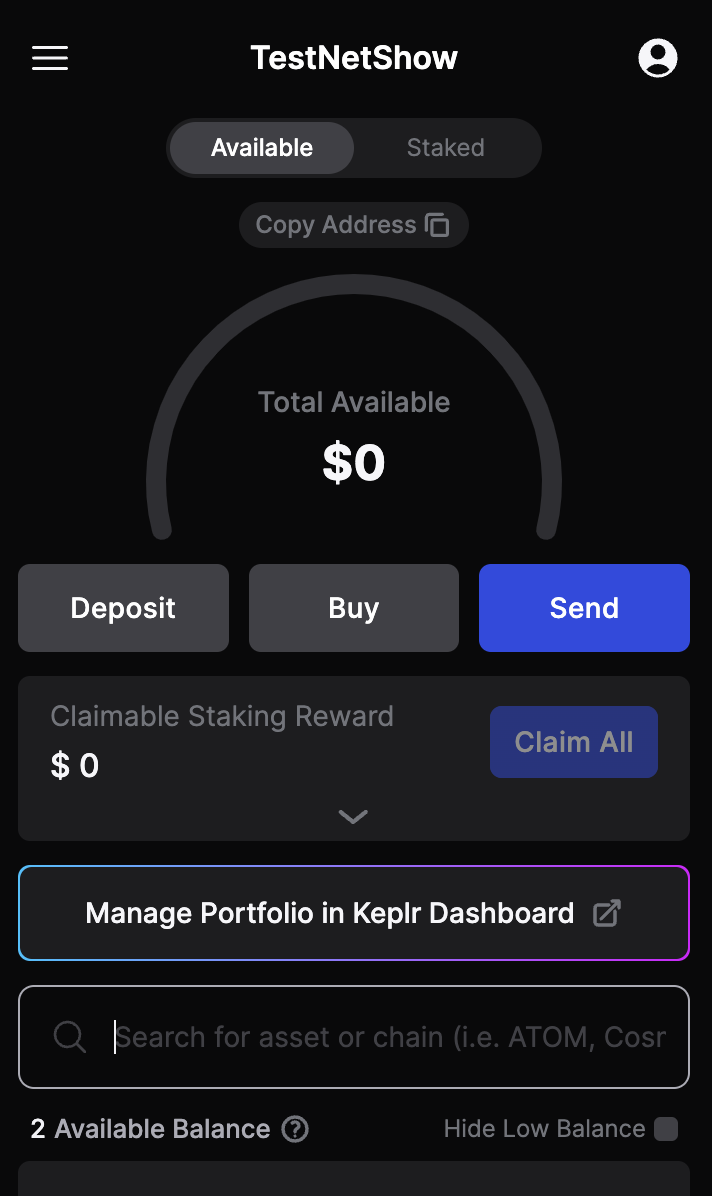 TestNetShow
Available
Staked
Copy Address
Total Available
$0
Deposit
Buy
Send
Claimable Staking Reward
$ 0
Claim All
Manage Portfolio in Keplr Dashboard
Search for asset or chain (i.e. ATOM, Cosm
2 Available Balance ?
Hide Low Balance